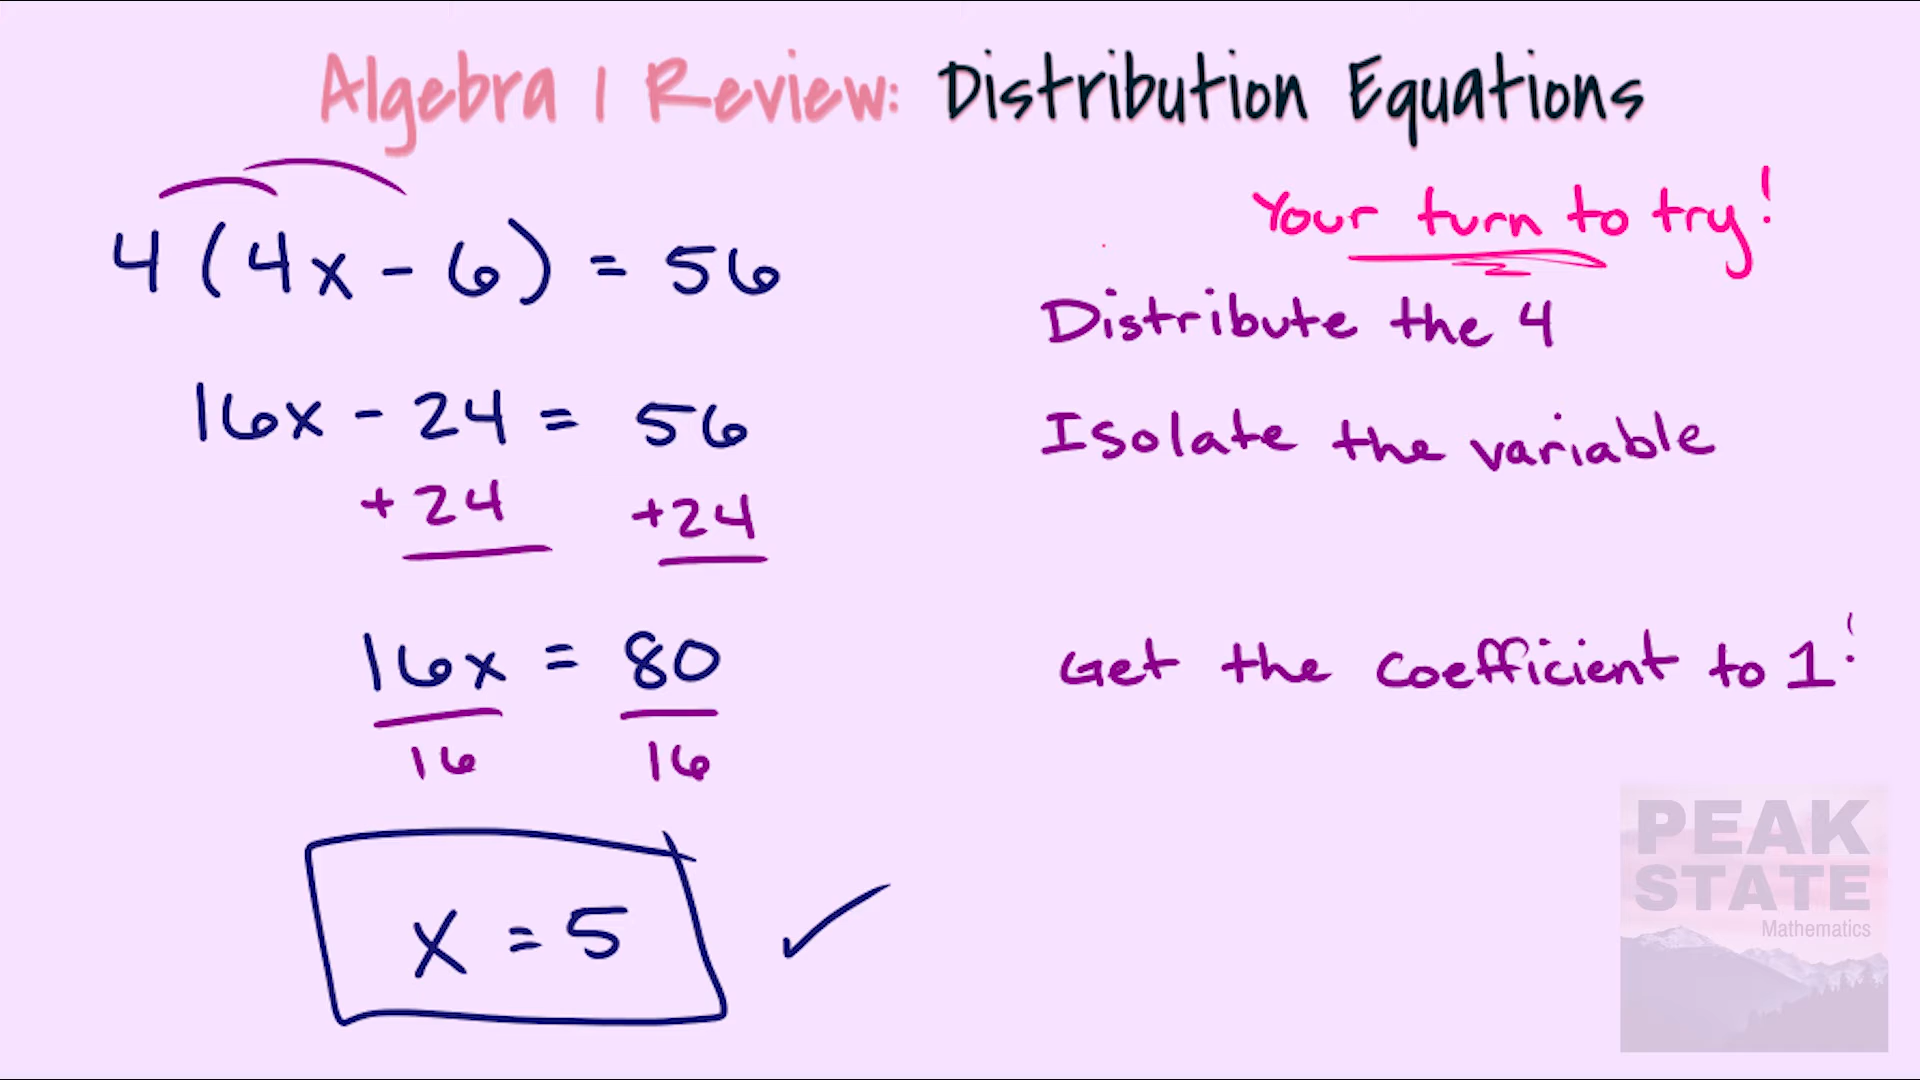 Algebra 1 Review: Distribution Equations
Your turn to try!
4(4x - 6) = 56
Distribute the 4
16x - 24 = 56
Isolate the variable
+24 +24
16x = 80
Get the coefficient to 1!
16 16
x = 5 ✓
PEAK
STATE
Mathematics